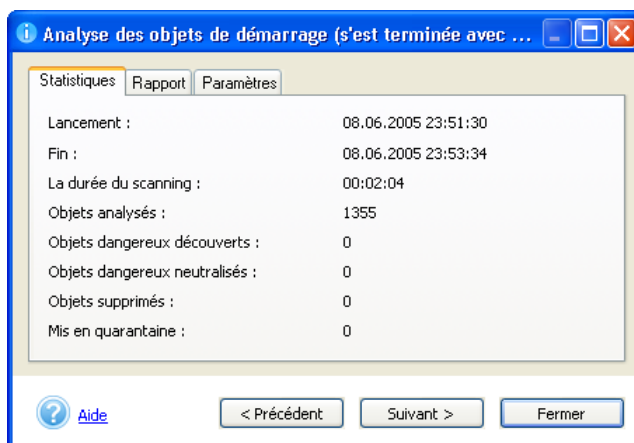 Analyse des objets de démarrage (s'est terminée avec ...
Statistiques Rapport Paramètres
Lancement : 08.06.2005 23:51:30
Fin : 08.06.2005 23:53:34
La durée du scanning : 00:02:04
Objets analysés : 1355
Objets dangereux découverts : 0
Objets dangereux neutralisés : 0
Objets supprimés : 0
Mis en quarantaine : 0
Aide < Précédent Suivant > Fermer